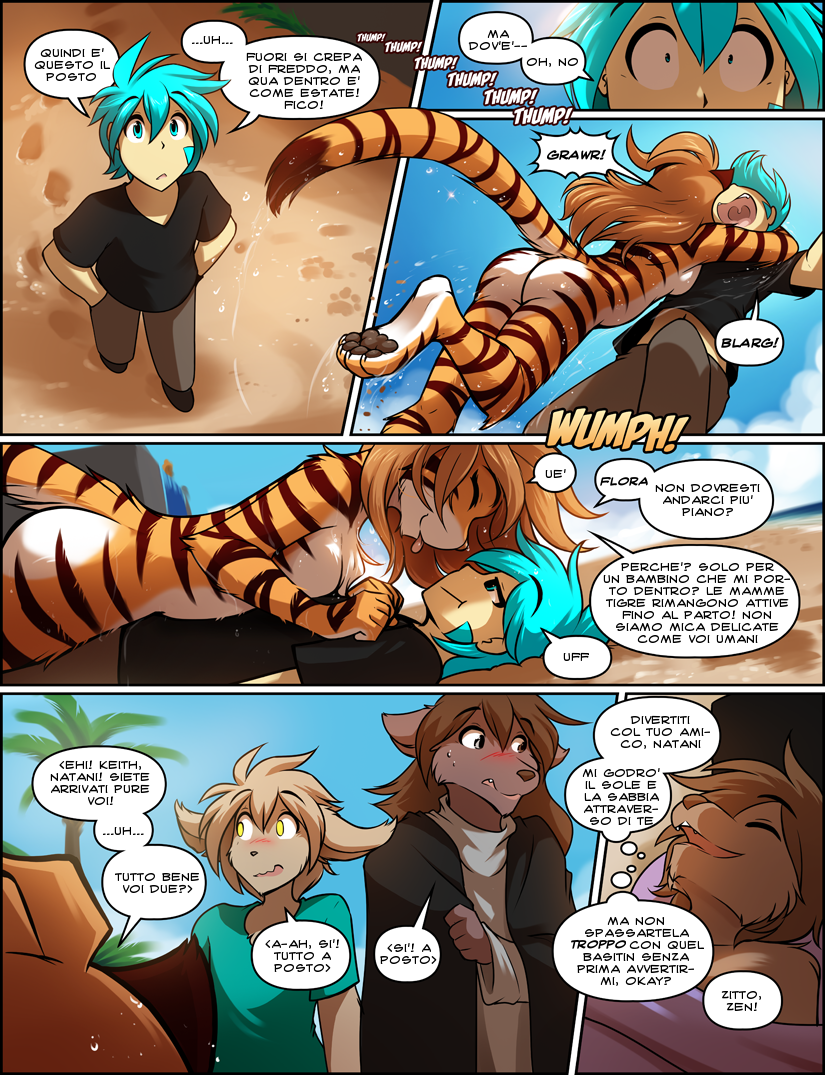 QUINDI E'
QUESTO IL
POSTO
...UH...
FUORI SI CREPA
DI FREDDO, MA
QUA DENTRO E'
COME ESTATE!
FICO!
THUMP!
THUMP!
THUMP!
THUMP!
THUMP!
THUMP!
MA
DOV'E'--
OH, NO
GRAWR!
BLARG!
WUMPH!
UE'
FLORA
NON DOVRESTI
ANDARCI PIU'
PIANO?
PERCHE'? SOLO PER
UN BAMBINO CHE MI POR-
TO DENTRO? LE MAMME
TIGRE RIMANGONO ATTIVE
FINO AL PARTO! NON
SIAMO MICA DELICATE
COME VOI UMANI
UFF
<EHI! KEITH,
NATANI! SIETE
ARRIVATI PURE
VOI!
...UH...
TUTTO BENE
VOI DUE?>
<A-AH, SI'!
TUTTO A
POSTO>
<SI'! A
POSTO>
DIVERTITI
COL TUO AMI-
CO, NATANI
MI GODRO'
IL SOLE E
LA SABBIA
ATTRAVER-
SO DI TE
MA NON
SPASSARTELA
TROPPO CON QUEL
BASITIN SENZA
PRIMA AVVERTIR-
MI, OKAY?
ZITTO,
ZEN!